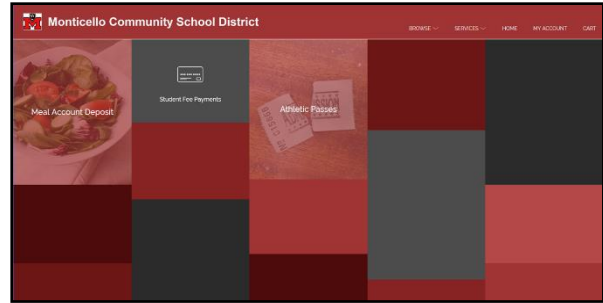 Monticello Community School District
BROWSE SERVICES HOME MY ACCOUNT CART
Meal Account Deposit
Student Fee Payments
Athletic Passes